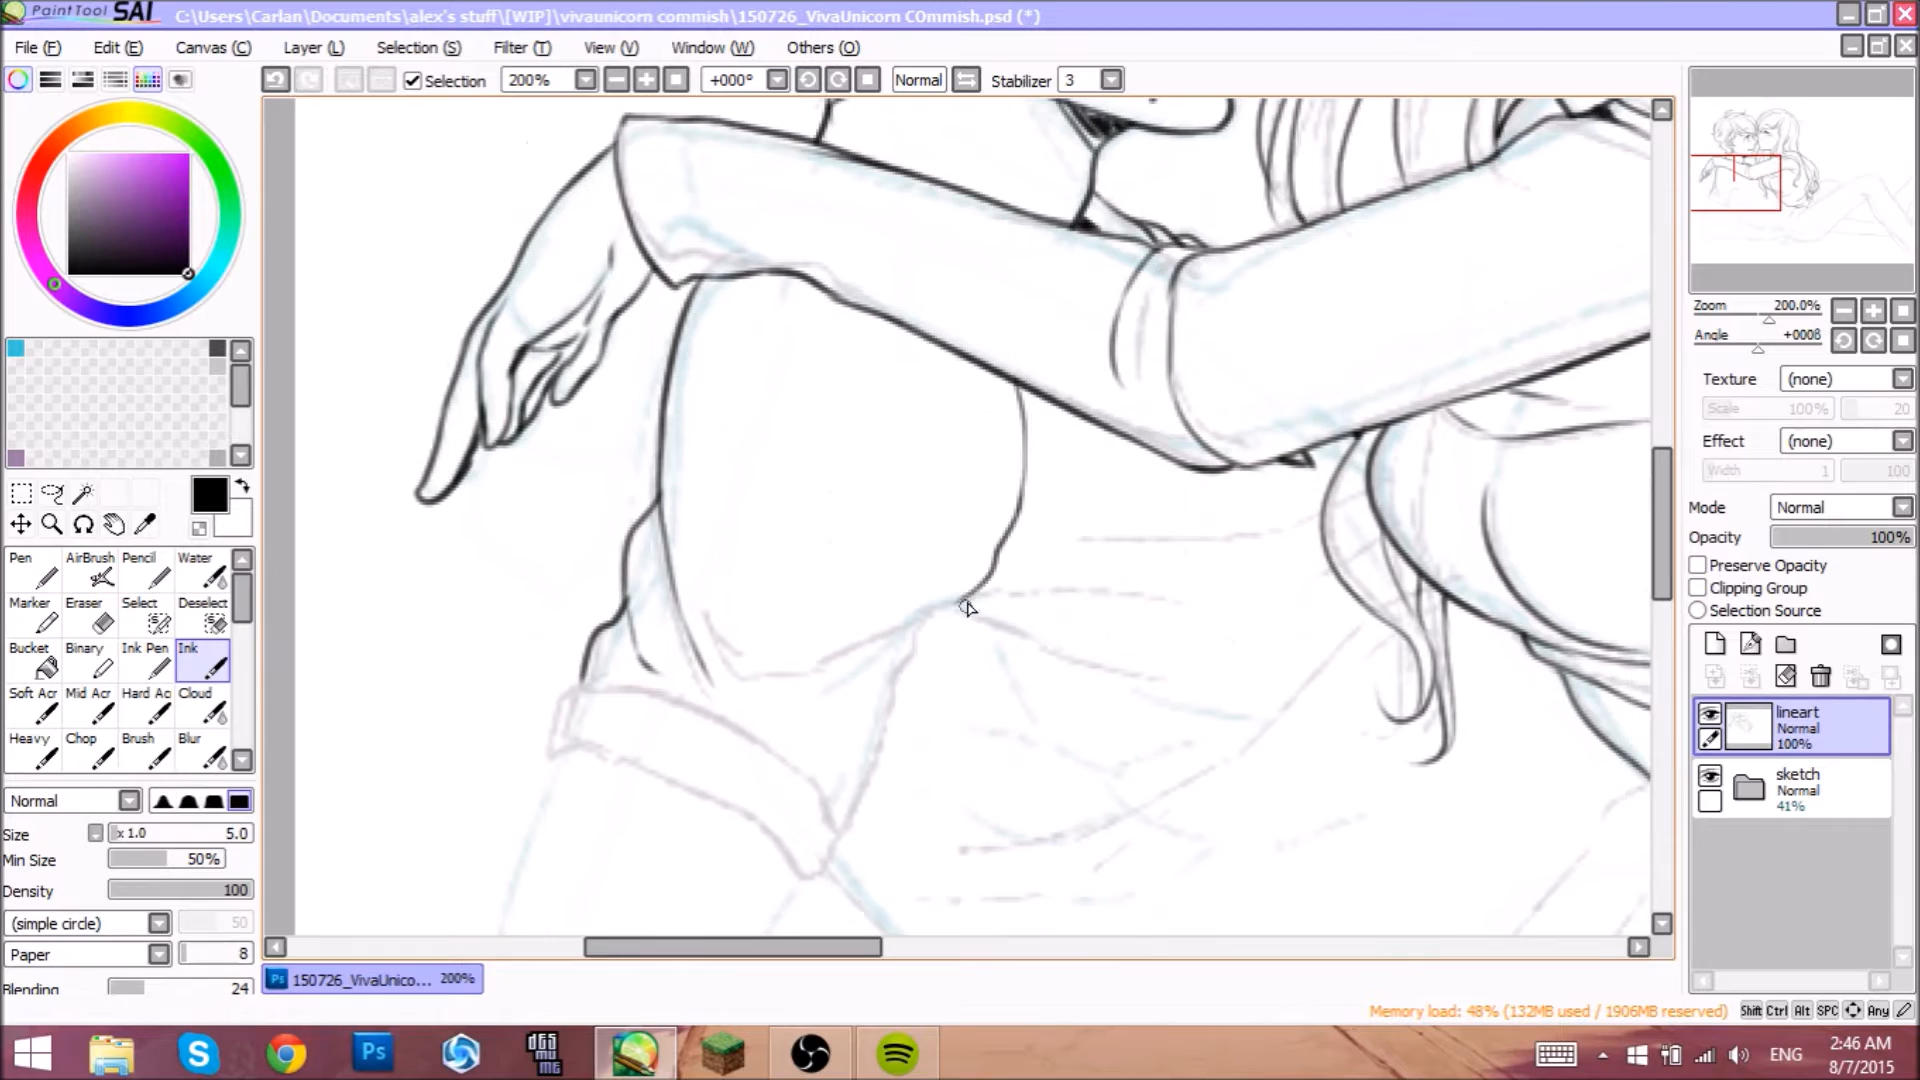 PaintTool SAI C:\Users\Carlan\Documents\alex's stuff\[WIP]\vivaunicorn commish\150726_VivaUnicorn COmmish.psd (*)
File (F) Edit (E) Canvas (C) Layer (L) Selection (S) Filter (T) View (V) Window (W) Others (O)
Selection 200% +000° Normal Stabilizer 3
Zoom 200.0%
Angle +000ß
Texture (none)
Scale 100% 20
Effect (none)
Width 1 100
Mode Normal
Opacity 100%
Preserve Opacity
Clipping Group
Selection Source
Pen AirBrush Pencil Water
Marker Eraser Select Deselect
Bucket Binary Ink Pen Ink
Soft Acr Mid Acr Hard Ac Cloud
Heavy Chop Brush Blur
lineart
Normal
100%
sketch
Normal
41%
Normal
Size x 1.0 5.0
Min Size 50%
Density 100
(simple circle) 50
Paper 8
Blending 24
Ps 150726_VivaUnico... 200%
Memory load: 48% (132MB used / 1906MB reserved) Shift Ctrl Alt SPC Any
S Ps DGS MU ME ENG 2:46 AM
8/7/2015